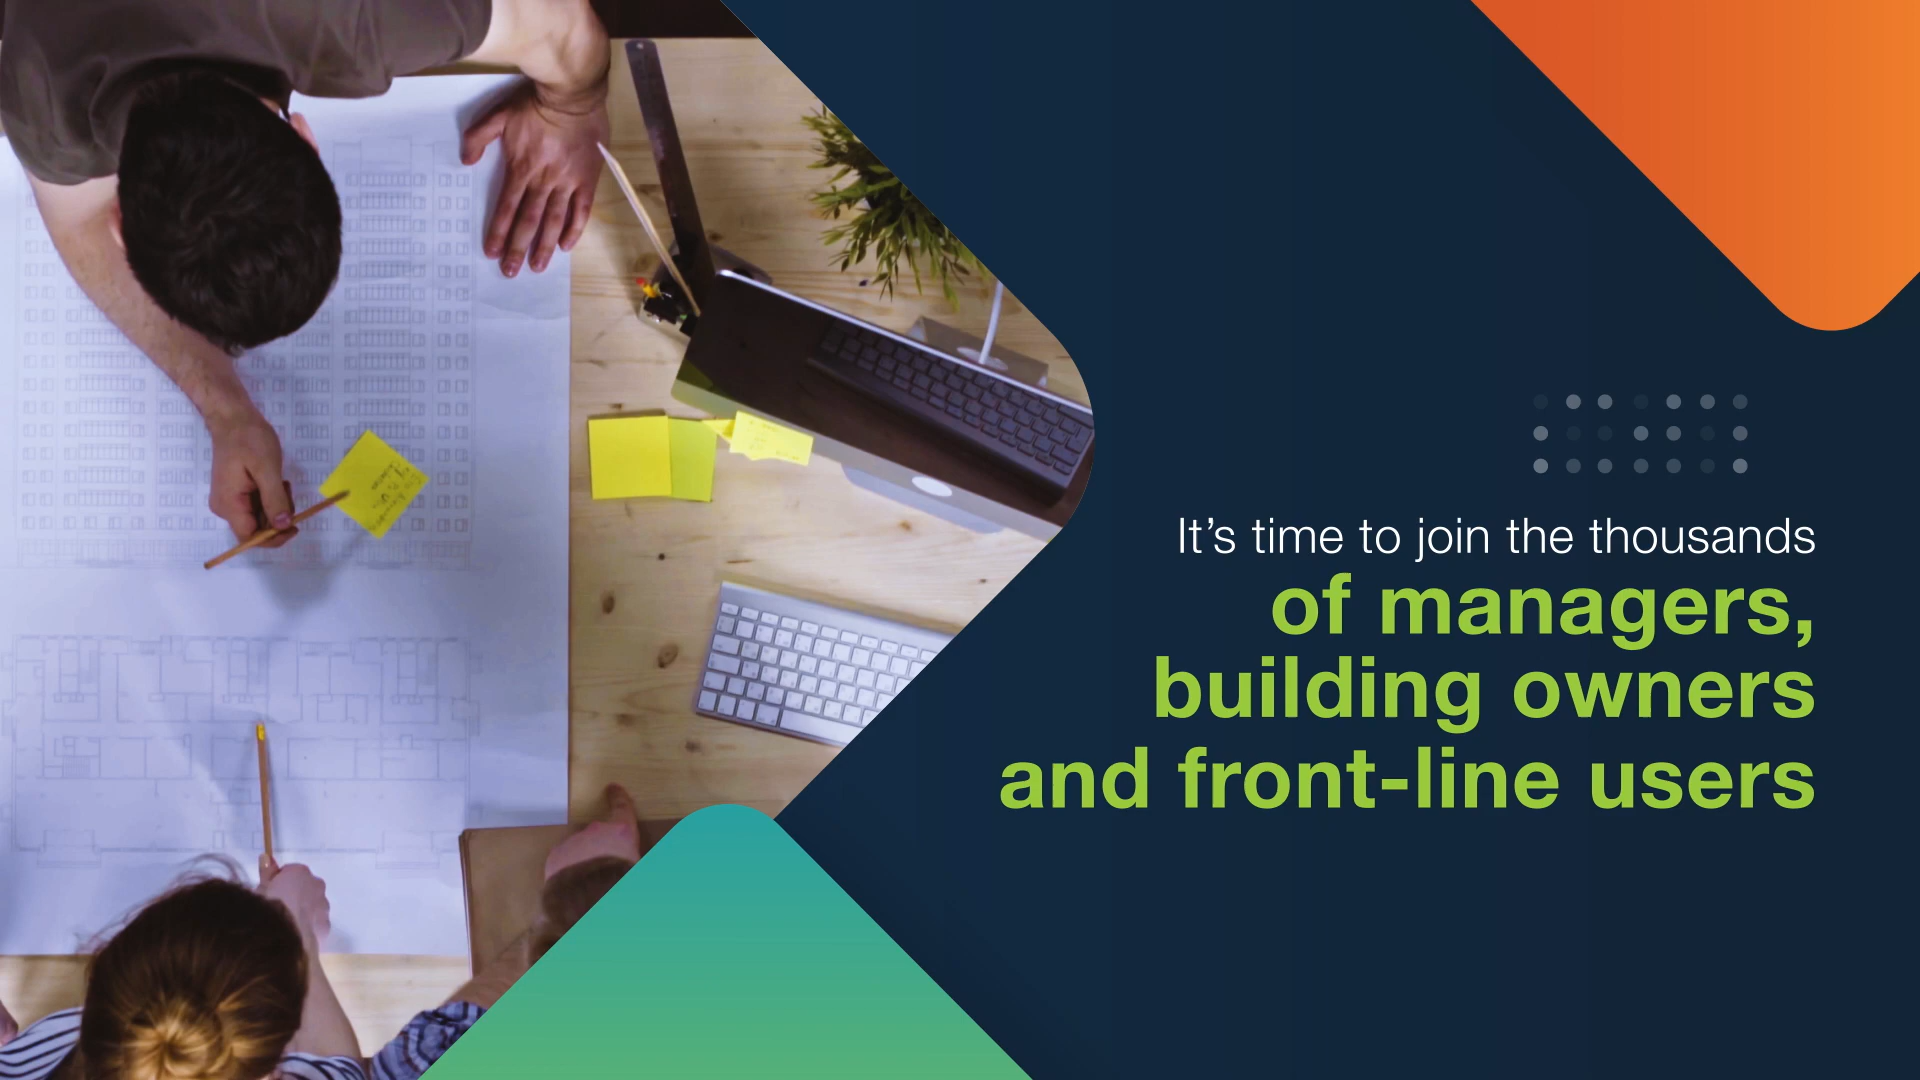 It's time to join the thousands
of managers,
building owners
and front-line users